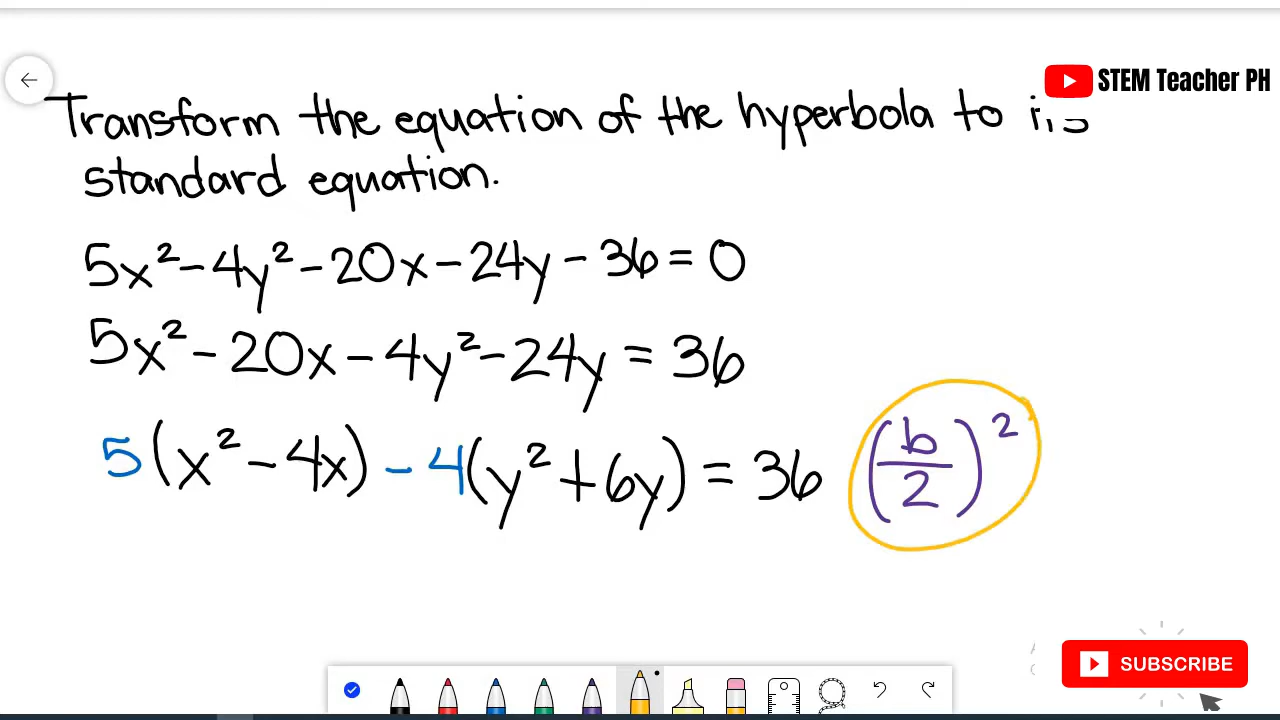 STEM Teacher PH
Transform the equation of the hyperbola to its
standard equation.
5x² - 4y² - 20x - 24y - 36 = 0
5x² - 20x - 4y² - 24y = 36
5(x² - 4x) - 4(y² + 6y) = 36 (b/2)²
SUBSCRIBE